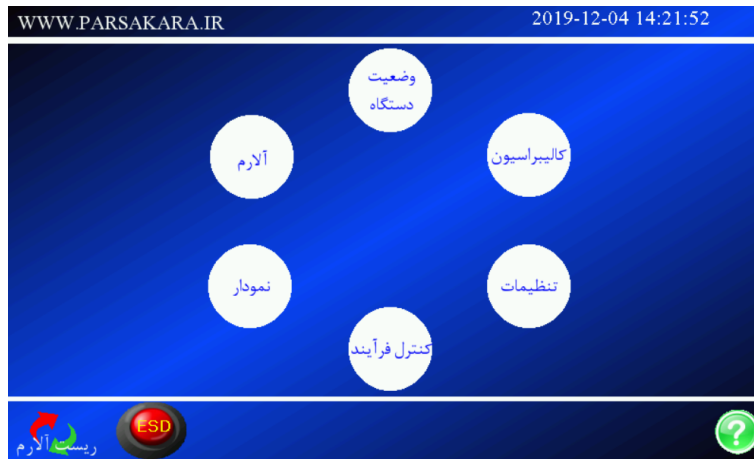 WWW.PARSAKARA.IR
2019-12-04 14:21:52
وضعیت
دستگاه
کالیبراسیون
آلارم
تنظیمات
نمودار
کنترل فرآیند
ریست آلارم
ESD
?